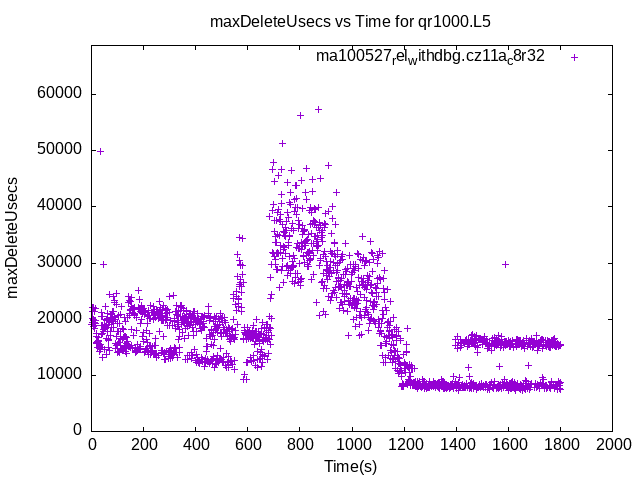 maxDeleteUsecs vs Time for qr1000.L5
ma100527relwithdbg.cz11ac8r32
60000
50000
40000
30000
20000
10000
0
maxDeleteUsecs
0 200 400 600 800 1000 1200 1400 1600 1800 2000
Time(s)